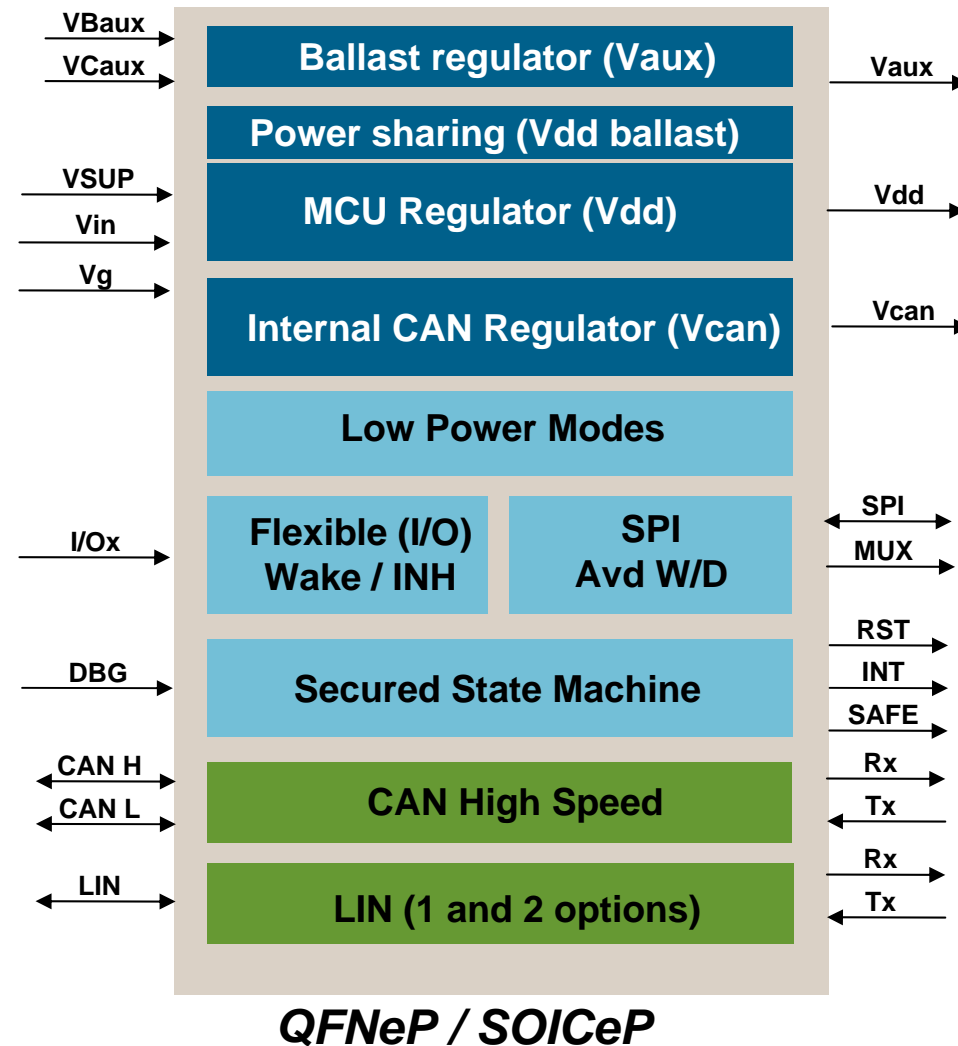 VBaux
VCaux
Ballast regulator (Vaux)
Vaux
Power sharing (Vdd ballast)
VSUP
Vin
Vg
MCU Regulator (Vdd)
Vdd
Internal CAN Regulator (Vcan)
Vcan
Low Power Modes
I/Ox
Flexible (I/O)
Wake / INH
SPI
Avd W/D
SPI
MUX
DBG
Secured State Machine
RST
INT
SAFE
CAN H
CAN L
CAN High Speed
Rx
Tx
LIN
LIN (1 and 2 options)
Rx
Tx
QFNeP / SOICeP